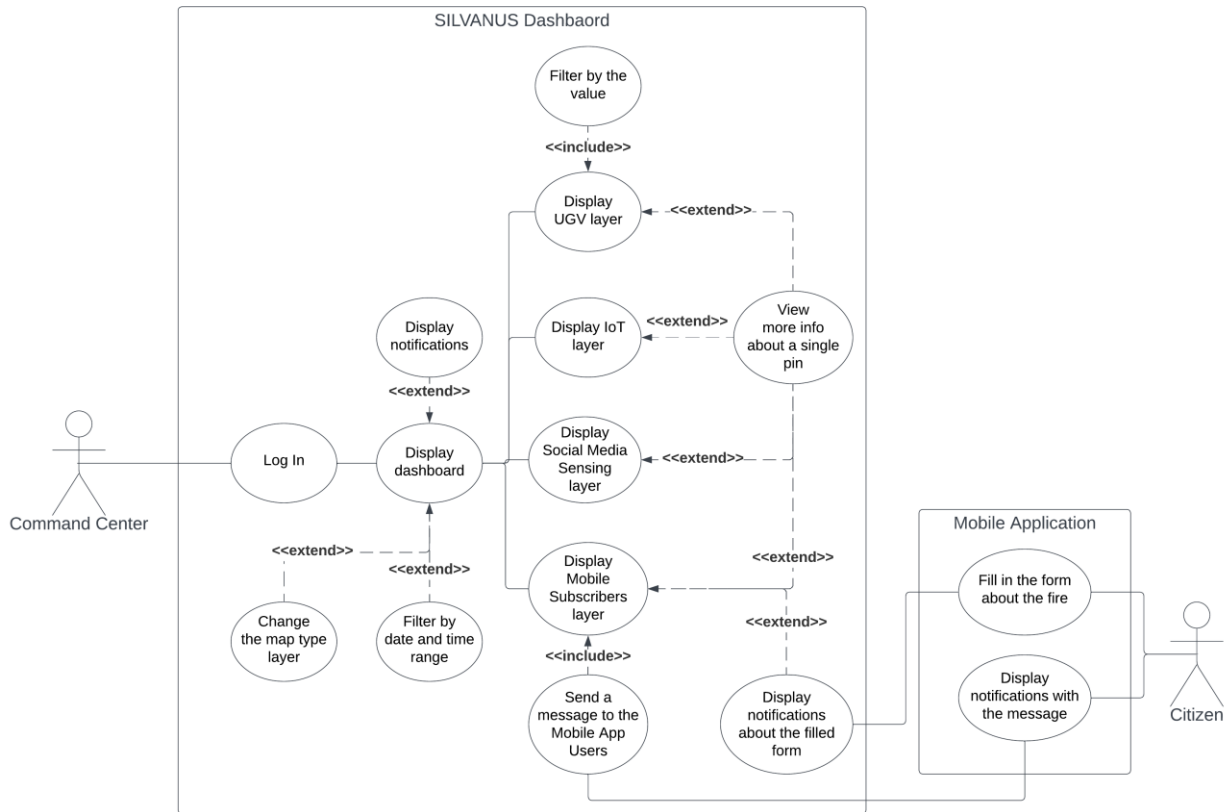 SILVANUS Dashbaord
Filter by the
value
<<include>>
Display
UGV layer
<<extend>>
Display
notifications
<<extend>>
Display IoT
layer
<<extend>>
View
more info
about a single
pin
Command Center
Log In
Display
dashboard
Display
Social Media
Sensing
layer
<<extend>>
<<extend>>
<<extend>>
Change
the map type
layer
Filter by
date and time
range
Display
Mobile
Subscribers
layer
<<extend>>
<<extend>>
<<include>>
Send a
message to the
Mobile App
Users
Display
notifications
about the filled
form
Mobile Application
Fill in the form
about the fire
Display
notifications with
the message
Citizen